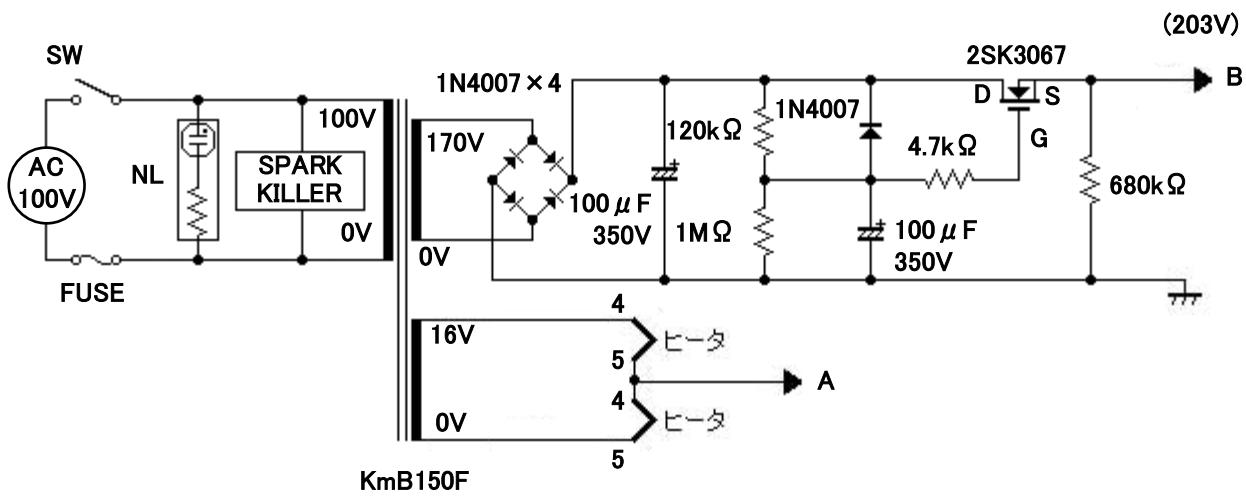 (203V)
SW
1N4007×4
2SK3067
B
100V
170V
120kΩ
1N4007
D
S
G
4.7kΩ
AC
100V
NL
SPARK
KILLER
100μF
350V
1MΩ
100μF
350V
680kΩ
0V
0V
FUSE
4
16V
ヒータ
5
A
4
0V
ヒータ
5
KmB150F